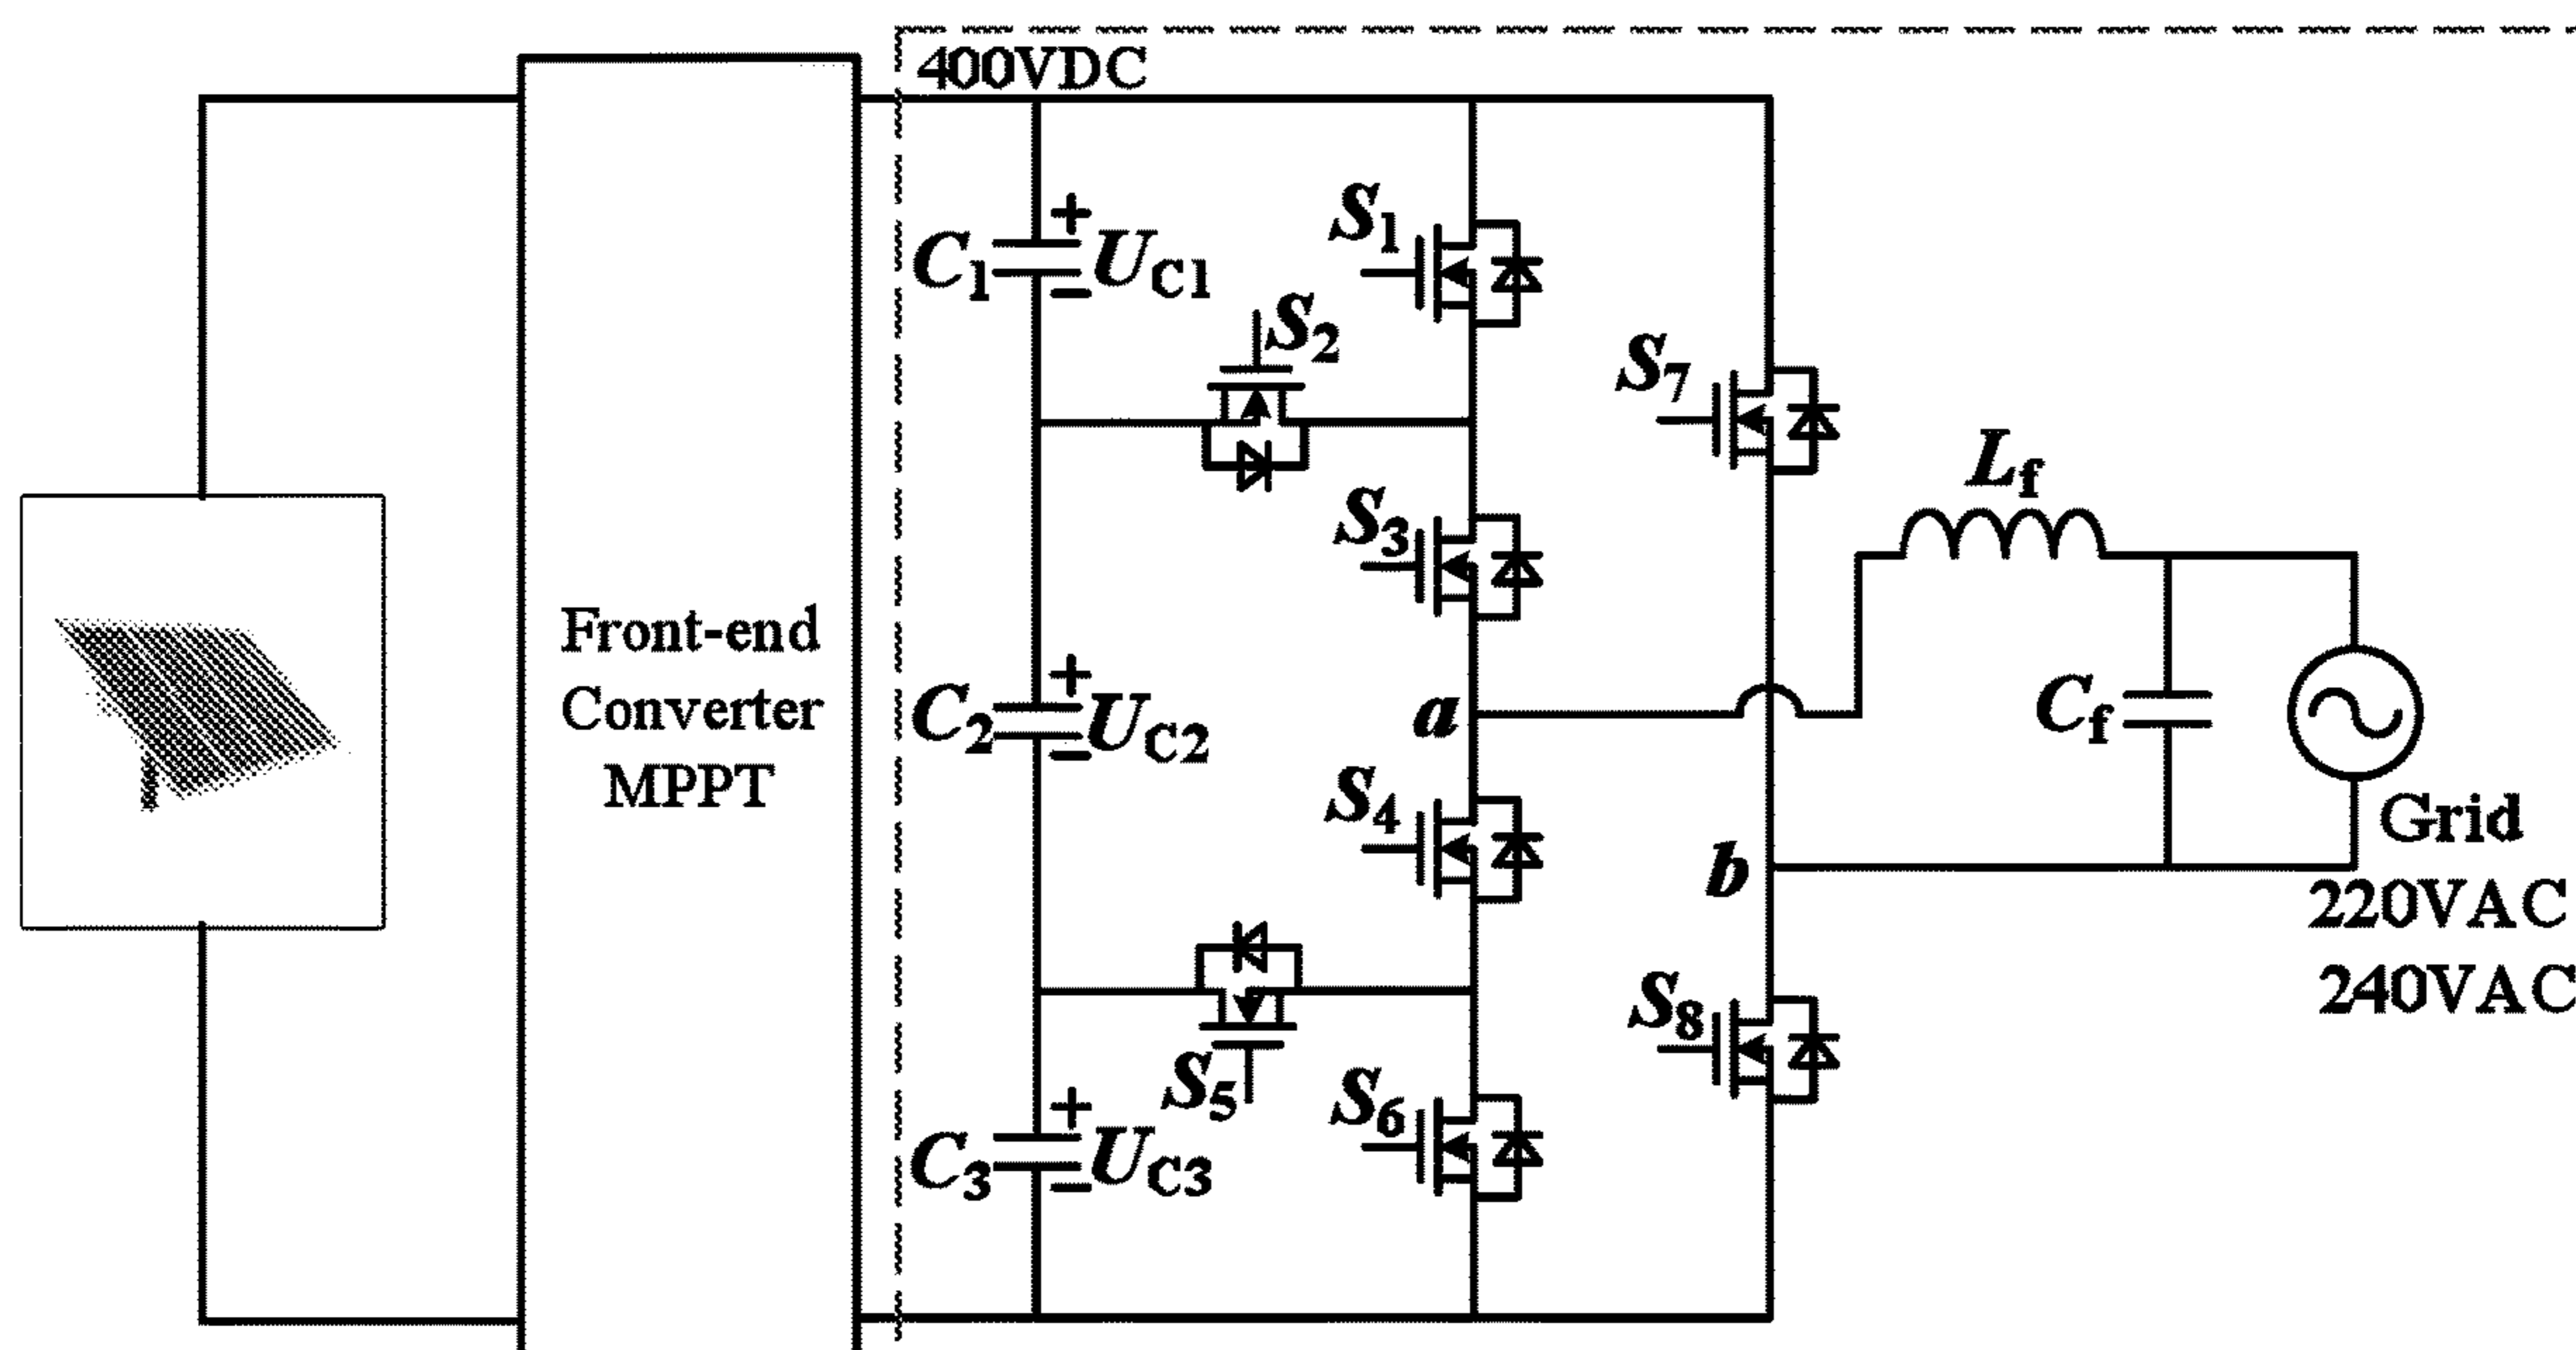 400VDC
C1
+
UC1
−
S1
S2
S7
S3
Lf
Front-end
Converter
MPPT
C2
+
UC2
−
a
S4
b
Cf
Grid
220VAC
240VAC
S5
S8
C3
+
UC3
−
S6